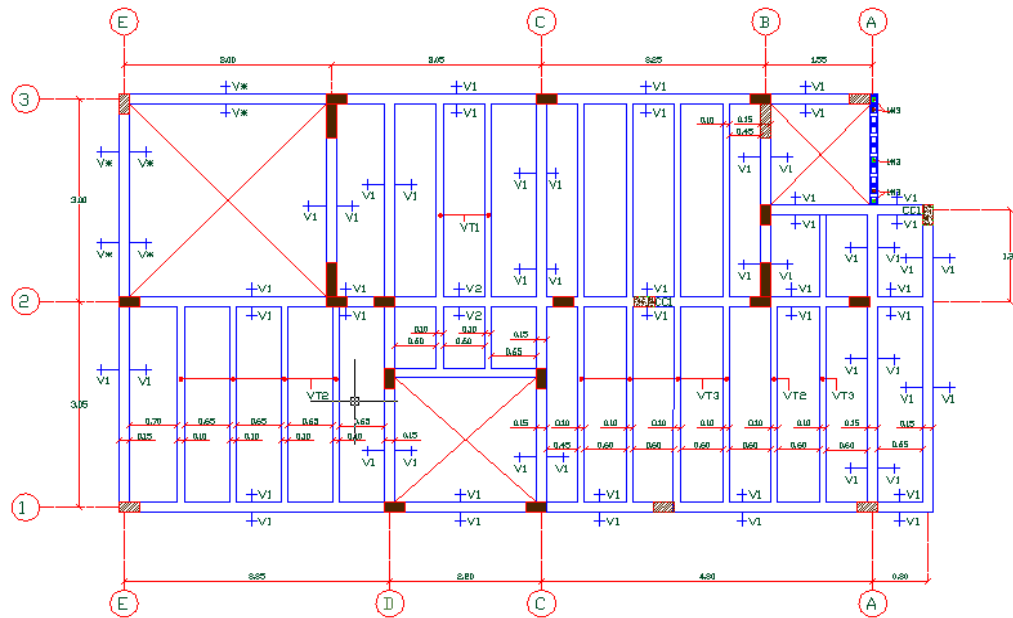 E C B A
3.00 3.05 3.25 1.55
3
V* V1 V1 V1
V* V1 V1 V1
0.10 0.15
0.45
V* V* V1 V1 V1 V1 V1 V1
V1 V1 V1 V1
CC1
VT1
3.00
V1
V* V* V1 V1 V1 V1 V1 V1 V1 V1
V1 V2 V1 V1 V1
2
CC1
V1 V1 V2 V1 V1 V1
0.10 0.10 0.15
0.60 0.60 0.65
V1 V1 V1 V1
VT2 VT3 VT2 VT3
V1 V1
3.05
0.70 0.65 0.65 0.65 0.65
0.15 0.10 0.10 0.10 0.10 0.15
0.15 0.10 0.10 0.10 0.10 0.10 0.10 0.15 0.15
0.45 0.60 0.60 0.60 0.60 0.60 0.60 0.65
V1 V1 V1 V1 V1 V1
V1 V1 V1 V1 V1
1
V1 V1 V1 V1 V1
2.80 4.90 0.80
E D C A